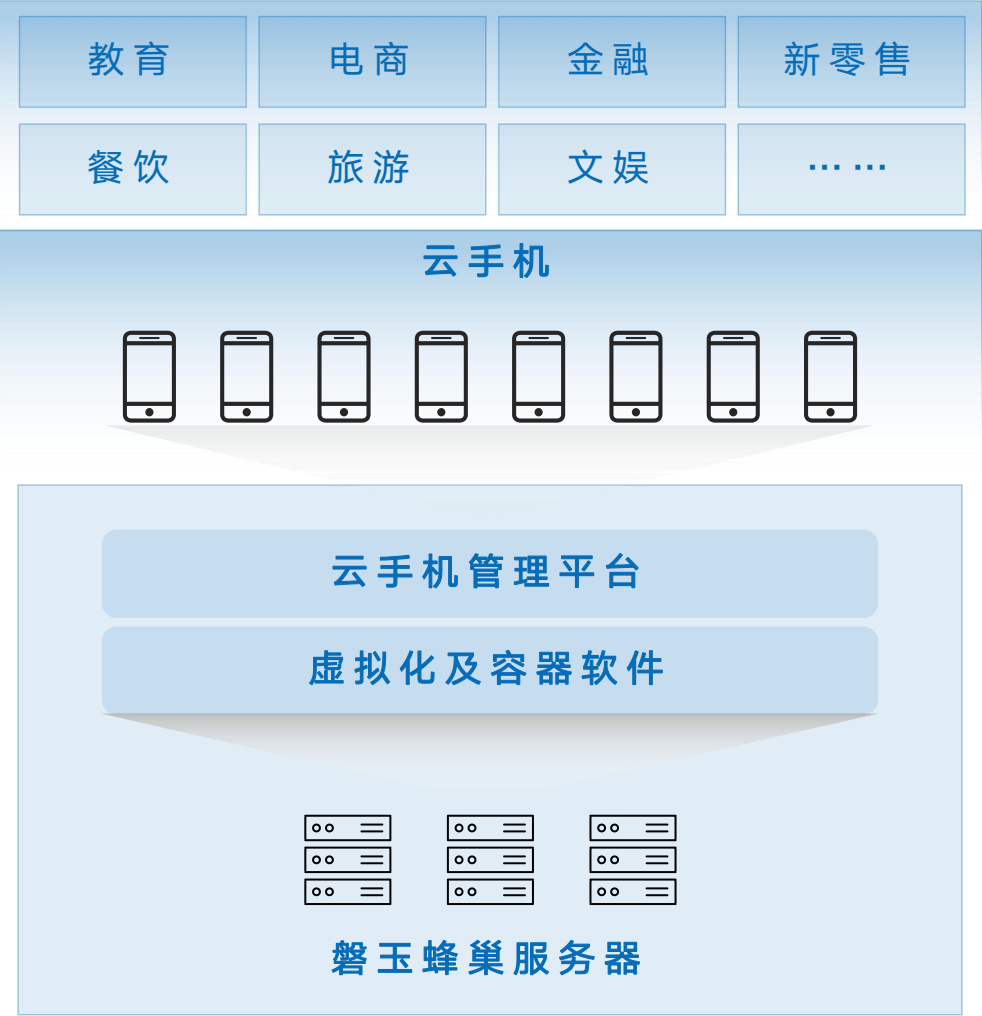 教育 电商 金融 新零售
餐饮 旅游 文娱 ……
云手机
云手机管理平台
虚拟化及容器软件
磐玉蜂巢服务器